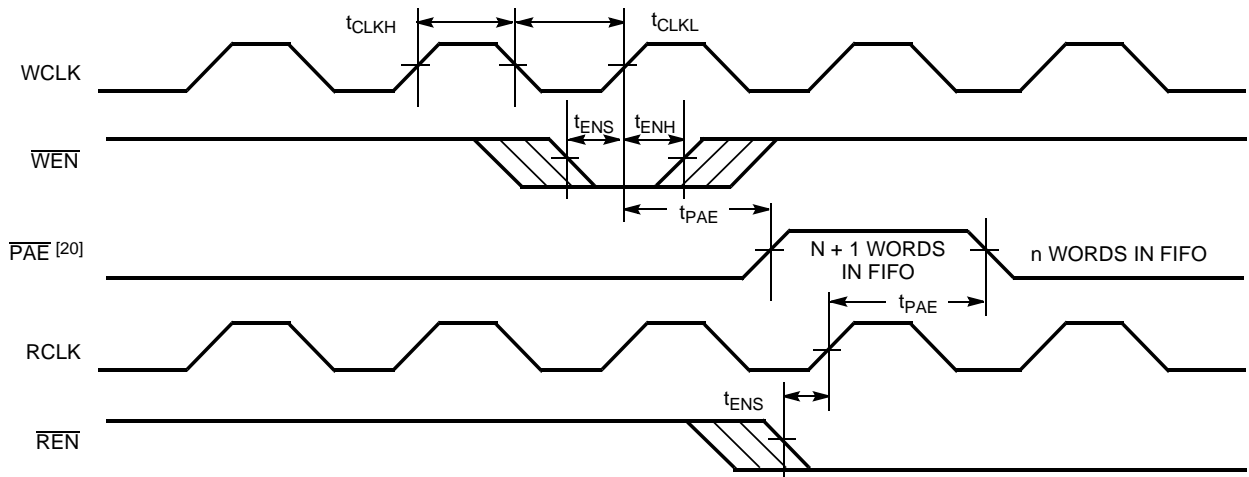 tCLKH
tCLKL
WCLK
tENS
tENH
WEN
tPAE
PAE [20]
N + 1 WORDS
IN FIFO
n WORDS IN FIFO
tPAE
RCLK
tENS
REN